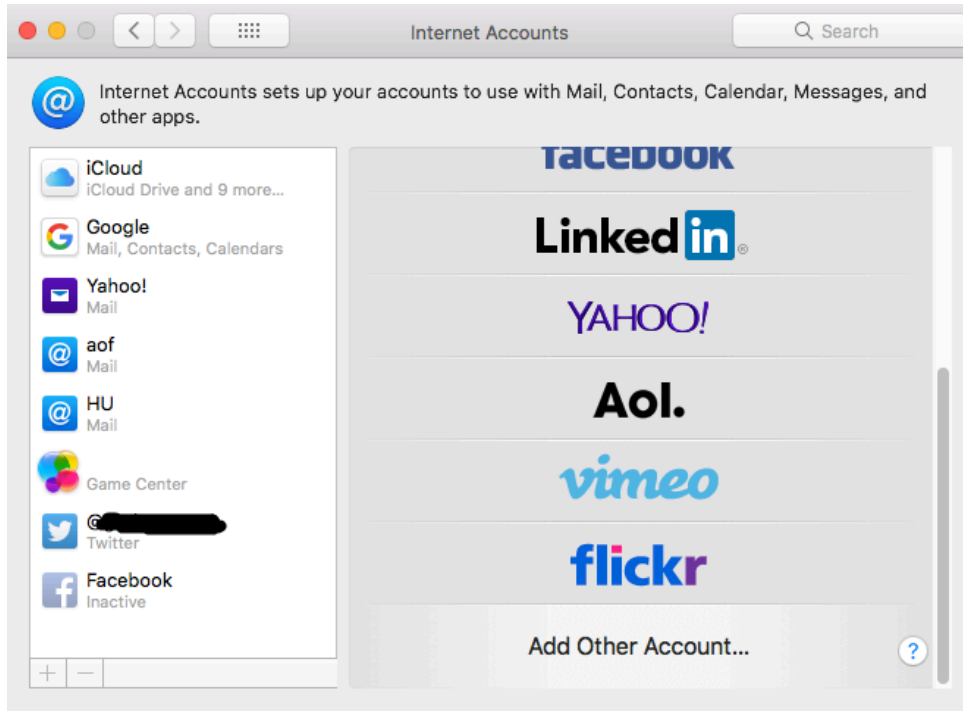 Internet Accounts
Search
Internet Accounts sets up your accounts to use with Mail, Contacts, Calendar, Messages, and
other apps.
iCloud
iCloud Drive and 9 more...
Google
Mail, Contacts, Calendars
Yahoo!
Mail
aof
Mail
HU
Mail
Game Center
@
Twitter
Facebook
Inactive
facebook
Linked in®
YAHOO!
Aol.
vimeo
flickr
Add Other Account...
?